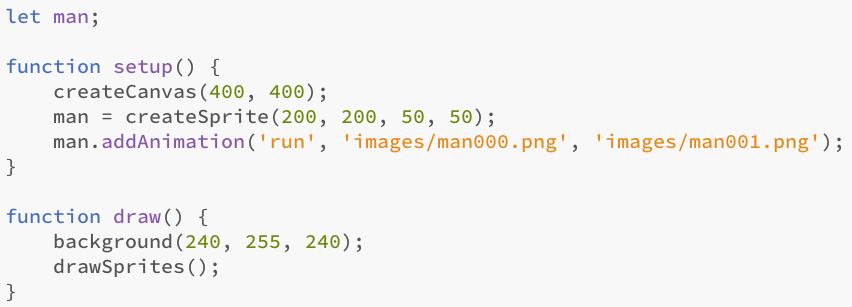 let man;

function setup() {
    createCanvas(400, 400);
    man = createSprite(200, 200, 50, 50);
    man.addAnimation('run', 'images/man000.png', 'images/man001.png');
}

function draw() {
    background(240, 255, 240);
    drawSprites();
}